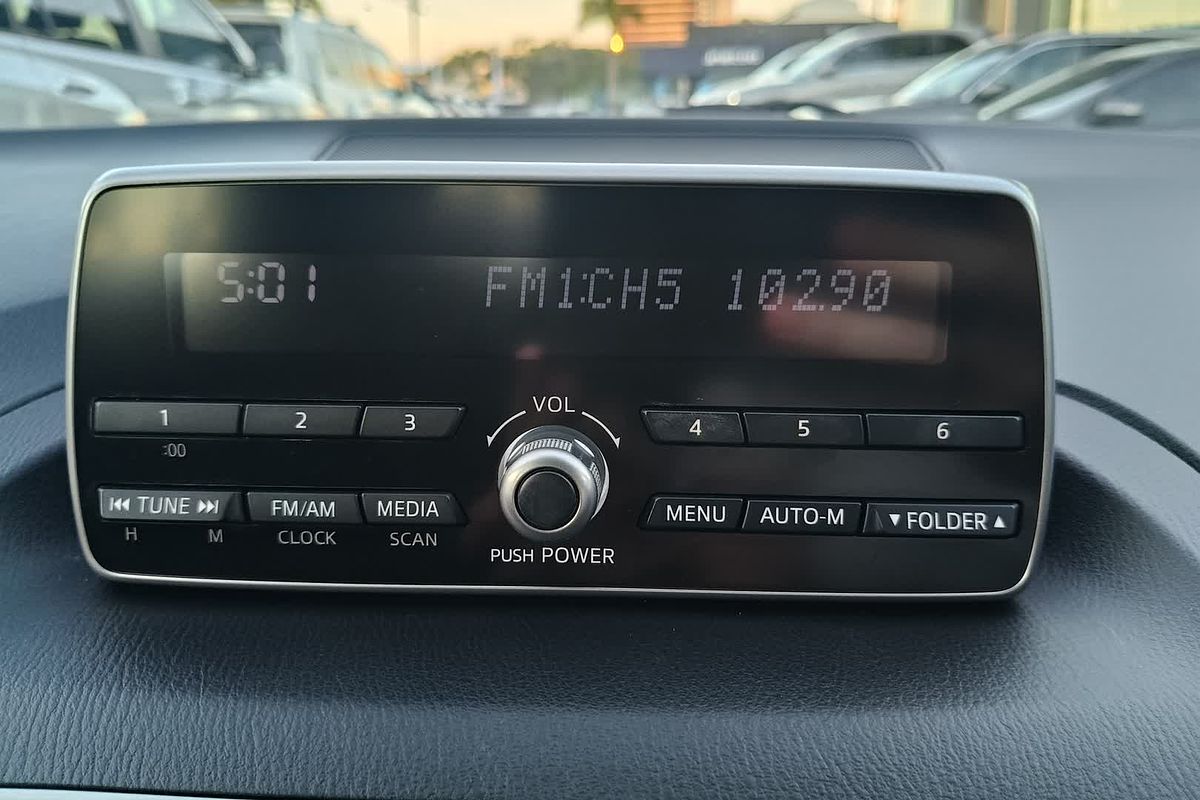 5:01 FM1:CH5 102.90
VOL
1 2 3 4 5 6
:00
TUNE FM/AM MEDIA MENU AUTO-M ▼FOLDER▲
H M CLOCK SCAN
PUSH POWER